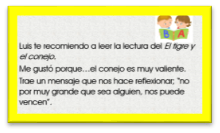 B A
Luis te recomiendo a leer la lectura del El tigre y
el conejo.
Me gustó porque...el conejo es muy valiente.
Trae un mensaje que nos hace reflexionar; "no
por muy grande que sea alguien, nos puede
vencer".